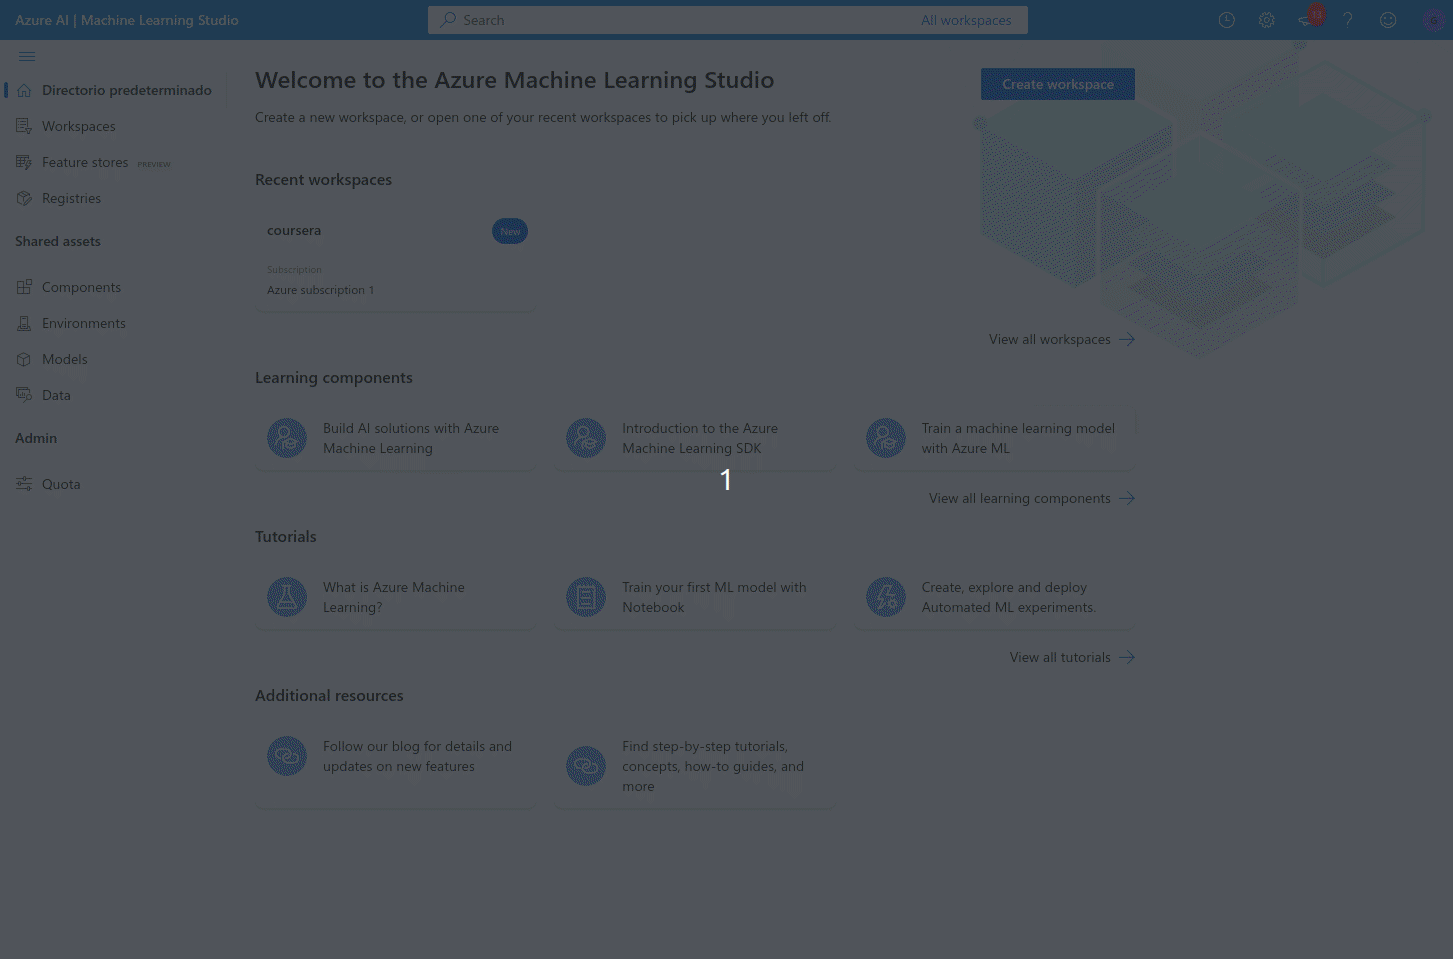 Azure AI | Machine Learning Studio
Search
All workspaces
13
Directorio predeterminado
Workspaces
Feature stores PREVIEW
Registries
Shared assets
Components
Environments
Models
Data
Admin
Quota
Welcome to the Azure Machine Learning Studio
Create workspace
Create a new workspace, or open one of your recent workspaces to pick up where you left off.
Recent workspaces
coursera
New
Subscription
Azure subscription 1
View all workspaces
Learning components
Build AI solutions with Azure
Machine Learning
Introduction to the Azure
Machine Learning SDK
Train a machine learning model
with Azure ML
1
View all learning components
Tutorials
What is Azure Machine
Learning?
Train your first ML model with
Notebook
Create, explore and deploy
Automated ML experiments.
View all tutorials
Additional resources
Follow our blog for details and
updates on new features
Find step-by-step tutorials,
concepts, how-to guides, and
more